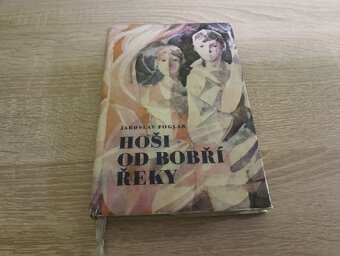 JAROSLAV FOGLAR
HOŠI
OD BOBŘÍ
ŘEKY